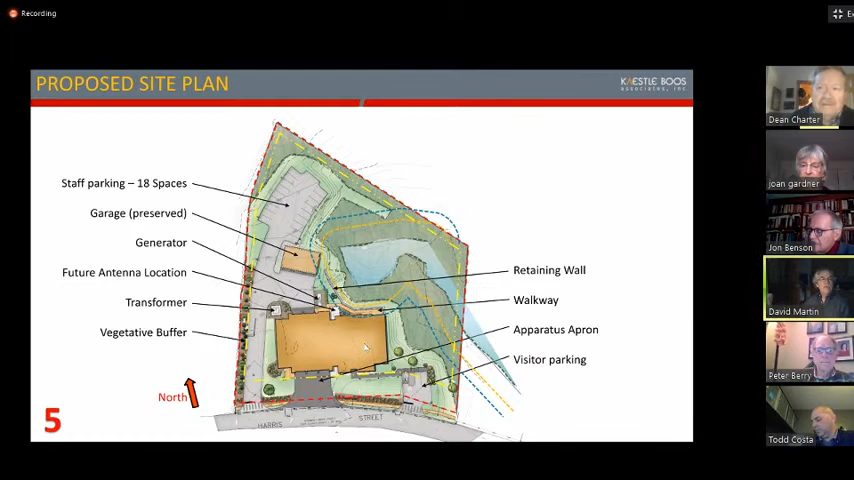 Recording
Ex
PROPOSED SITE PLAN
KAESTLE BOOS
associates, inc
Staff parking – 18 Spaces
Garage (preserved)
Generator
Future Antenna Location
Transformer
Vegetative Buffer
North
5
Retaining Wall
Walkway
Apparatus Apron
Visitor parking
HARRIS STREET
Dean Charter
joan gardner
Jon Benson
David Martin
Peter Berry
Todd Costa